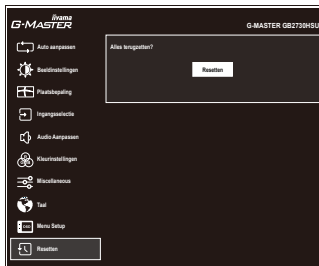 iiyama
G-MASTER
G-MASTER GB2730HSU
Auto aanpassen
Alles terugzetten?
Beeldinstellingen
Resetten
Plaatsbepaling
Ingangsselectie
Audio Aanpassen
Kleurinstellingen
Miscellaneous
Taal
OSD
Menu Setup
Resetten